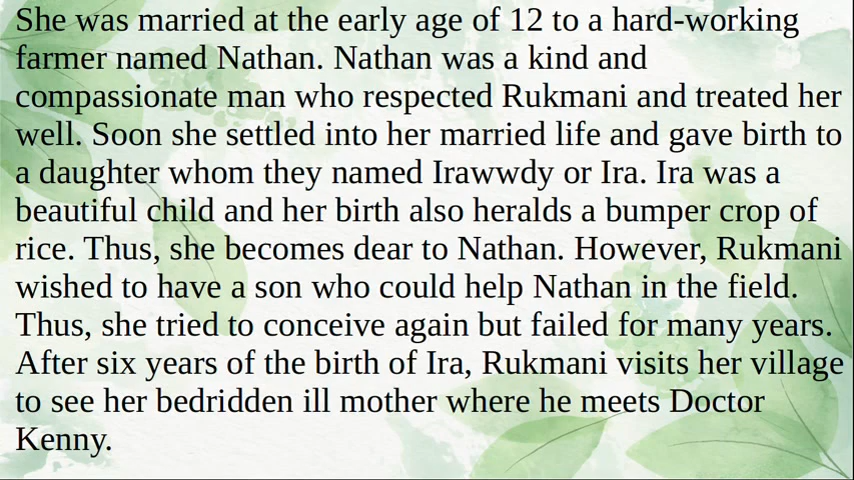 She was married at the early age of 12 to a hard-working
farmer named Nathan. Nathan was a kind and
compassionate man who respected Rukmani and treated her
well. Soon she settled into her married life and gave birth to
a daughter whom they named Irawwdy or Ira. Ira was a
beautiful child and her birth also heralds a bumper crop of
rice. Thus, she becomes dear to Nathan. However, Rukmani
wished to have a son who could help Nathan in the field.
Thus, she tried to conceive again but failed for many years.
After six years of the birth of Ira, Rukmani visits her village
to see her bedridden ill mother where he meets Doctor
Kenny.